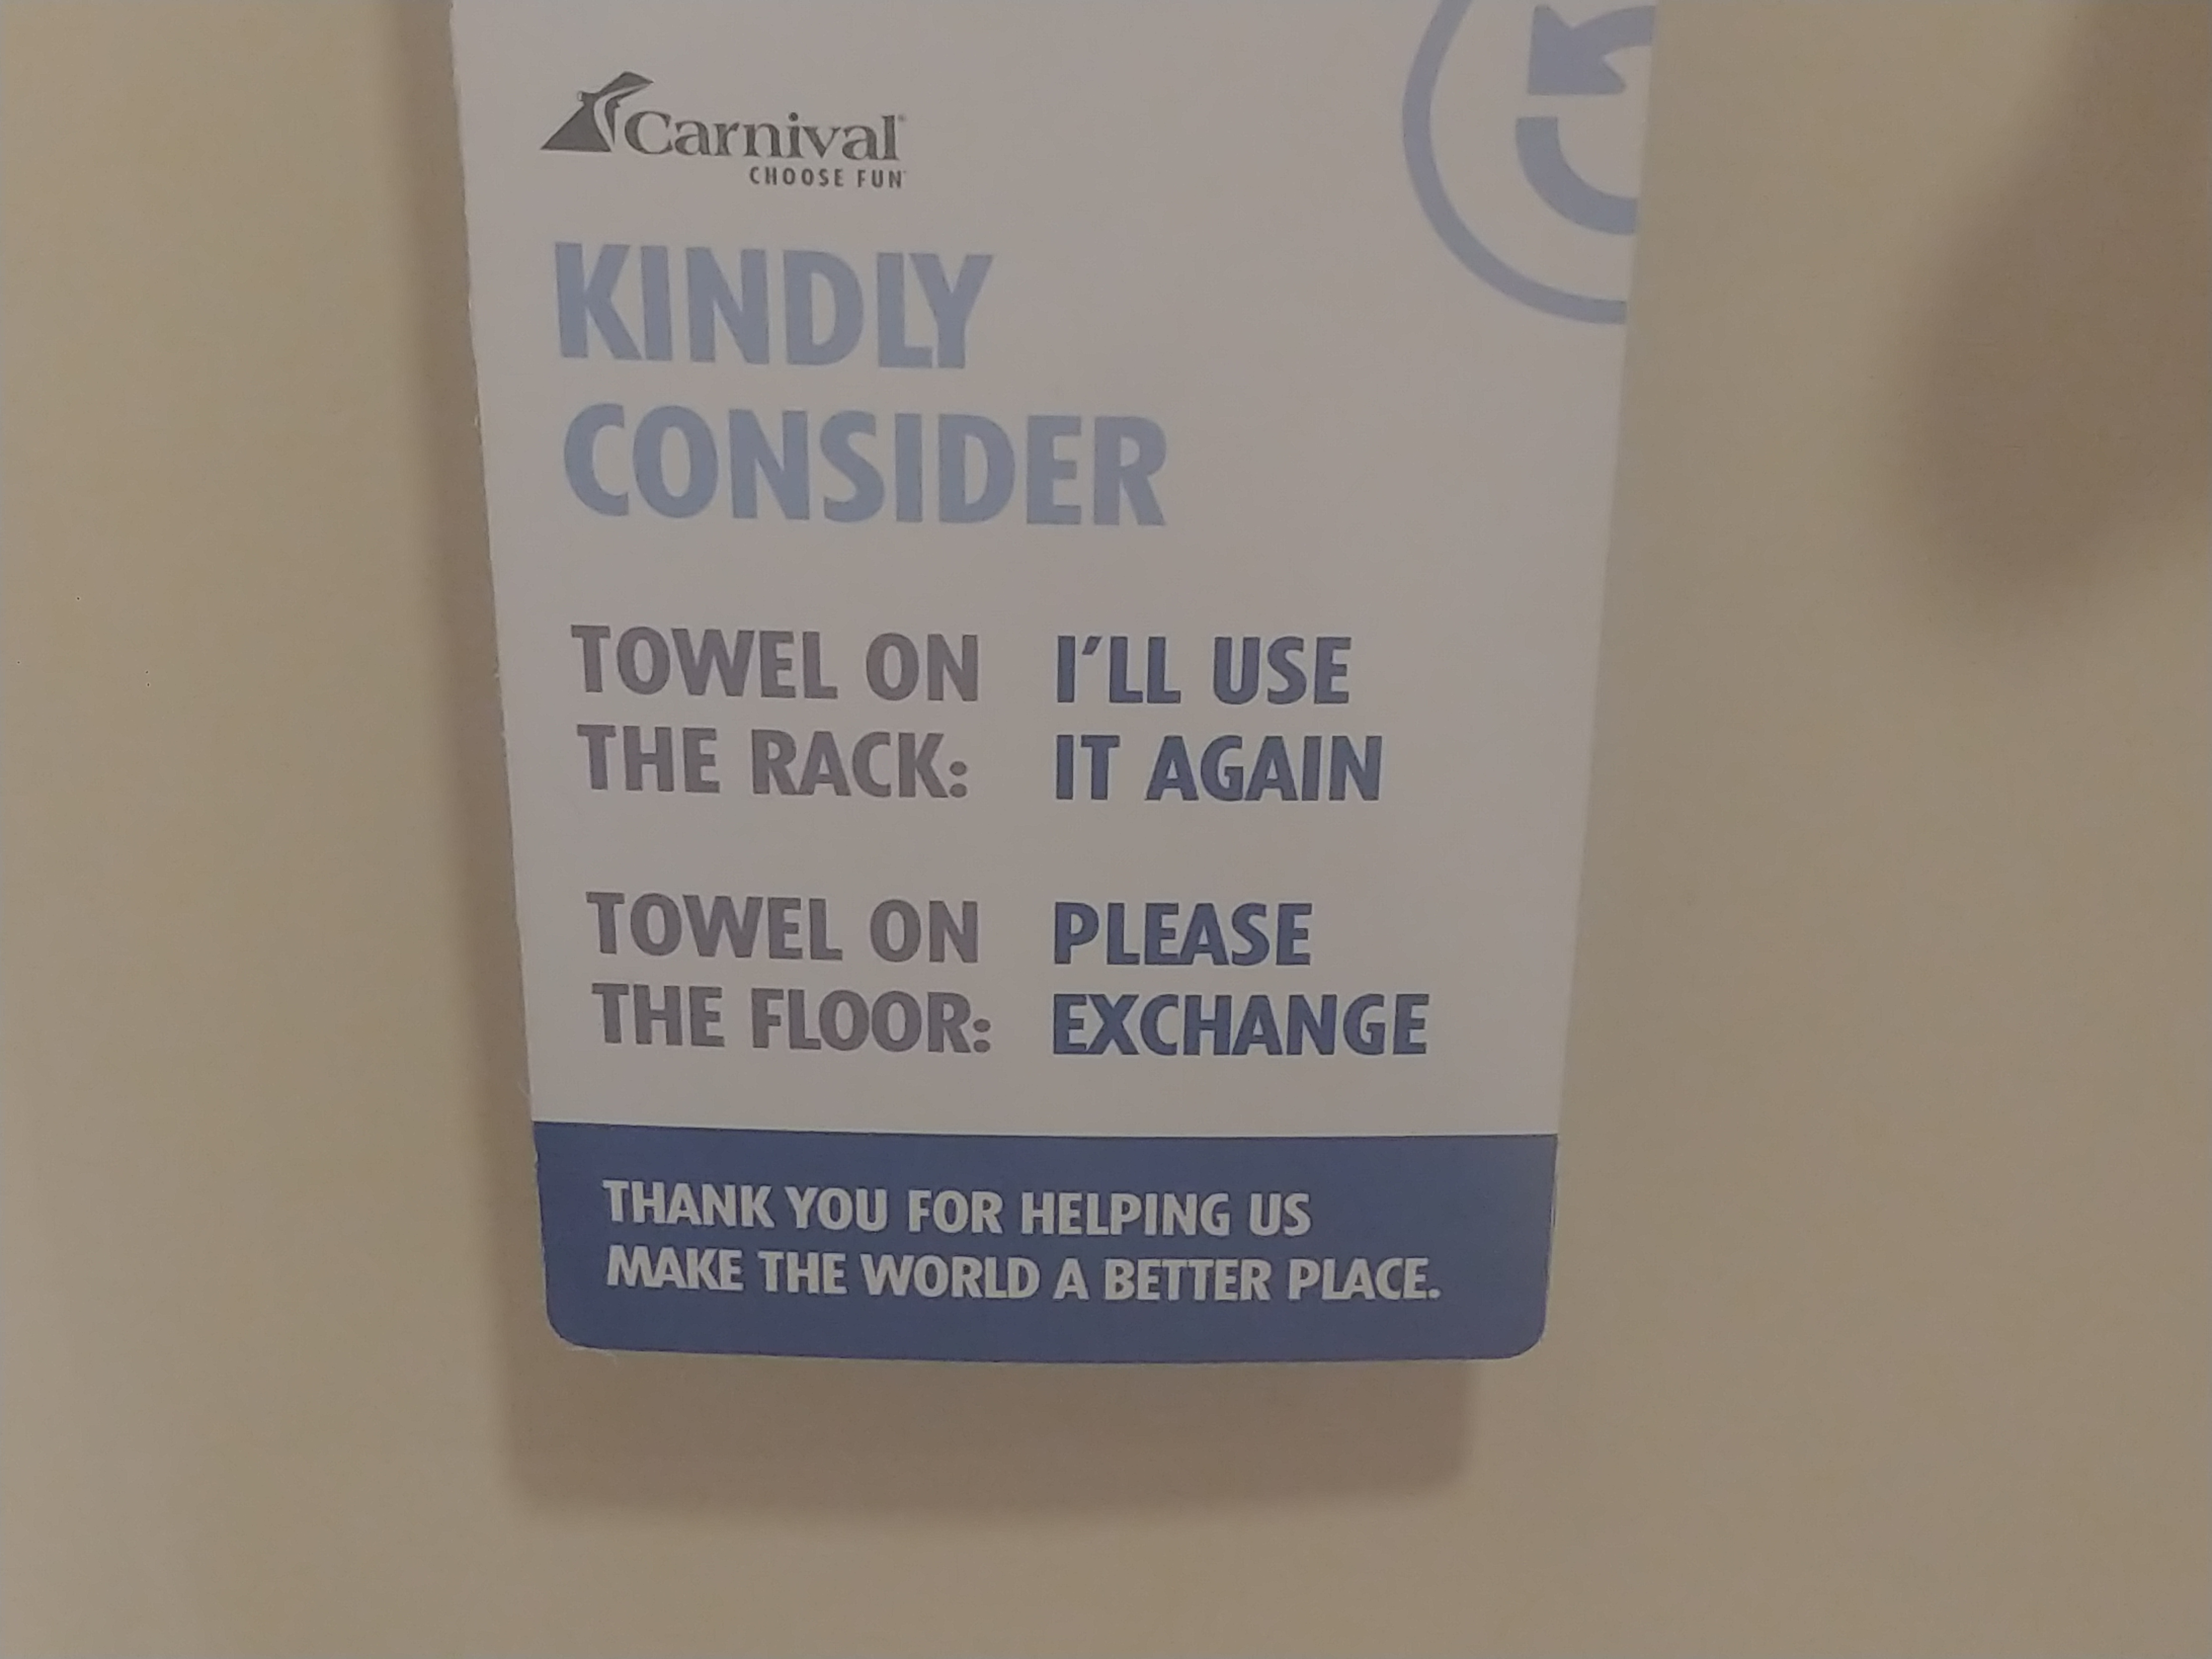 Carnival
CHOOSE FUN
KINDLY
CONSIDER
TOWEL ON
THE RACK:
I'LL USE
IT AGAIN
TOWEL ON
THE FLOOR:
PLEASE
EXCHANGE
THANK YOU FOR HELPING US
MAKE THE WORLD A BETTER PLACE.